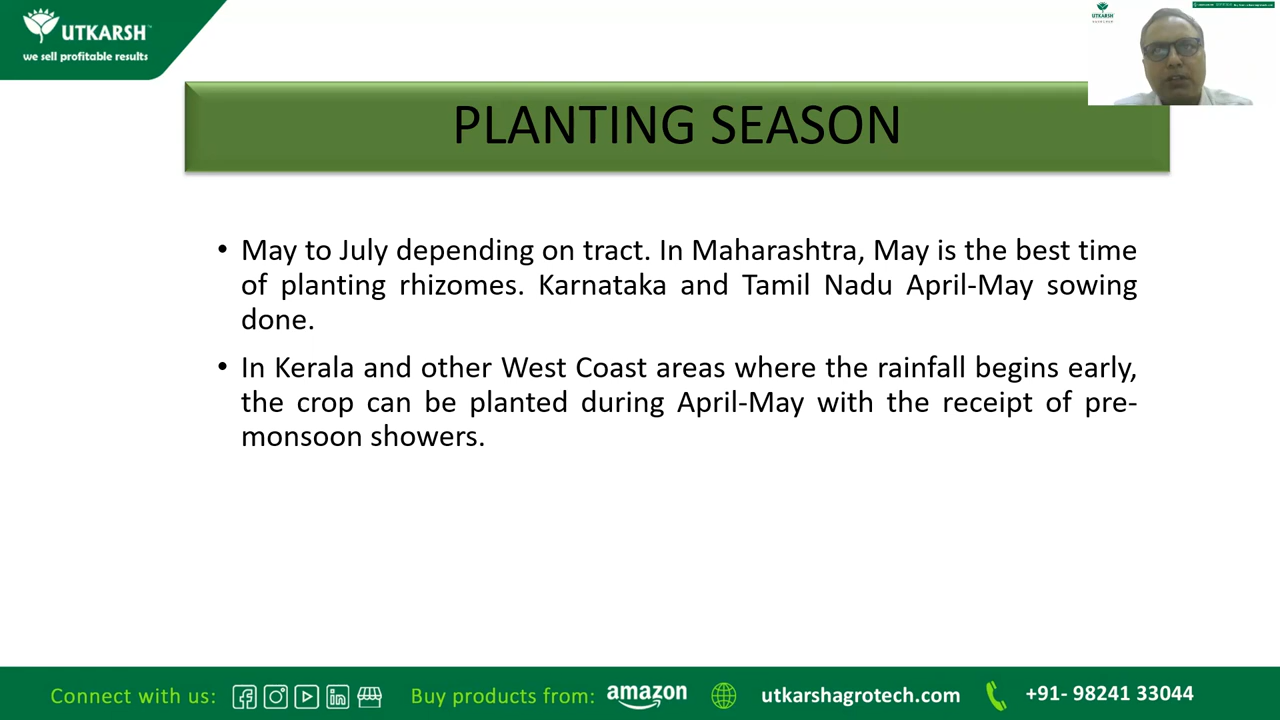 UTKARSH
we sell profitable results
UTKARSH
PLANTING SEASON
• May to July depending on tract. In Maharashtra, May is the best time
of planting rhizomes. Karnataka and Tamil Nadu April-May sowing
done.
• In Kerala and other West Coast areas where the rainfall begins early,
the crop can be planted during April-May with the receipt of pre-
monsoon showers.
Connect with us: Buy products from: amazon utkarshagrotech.com +91- 98241 33044